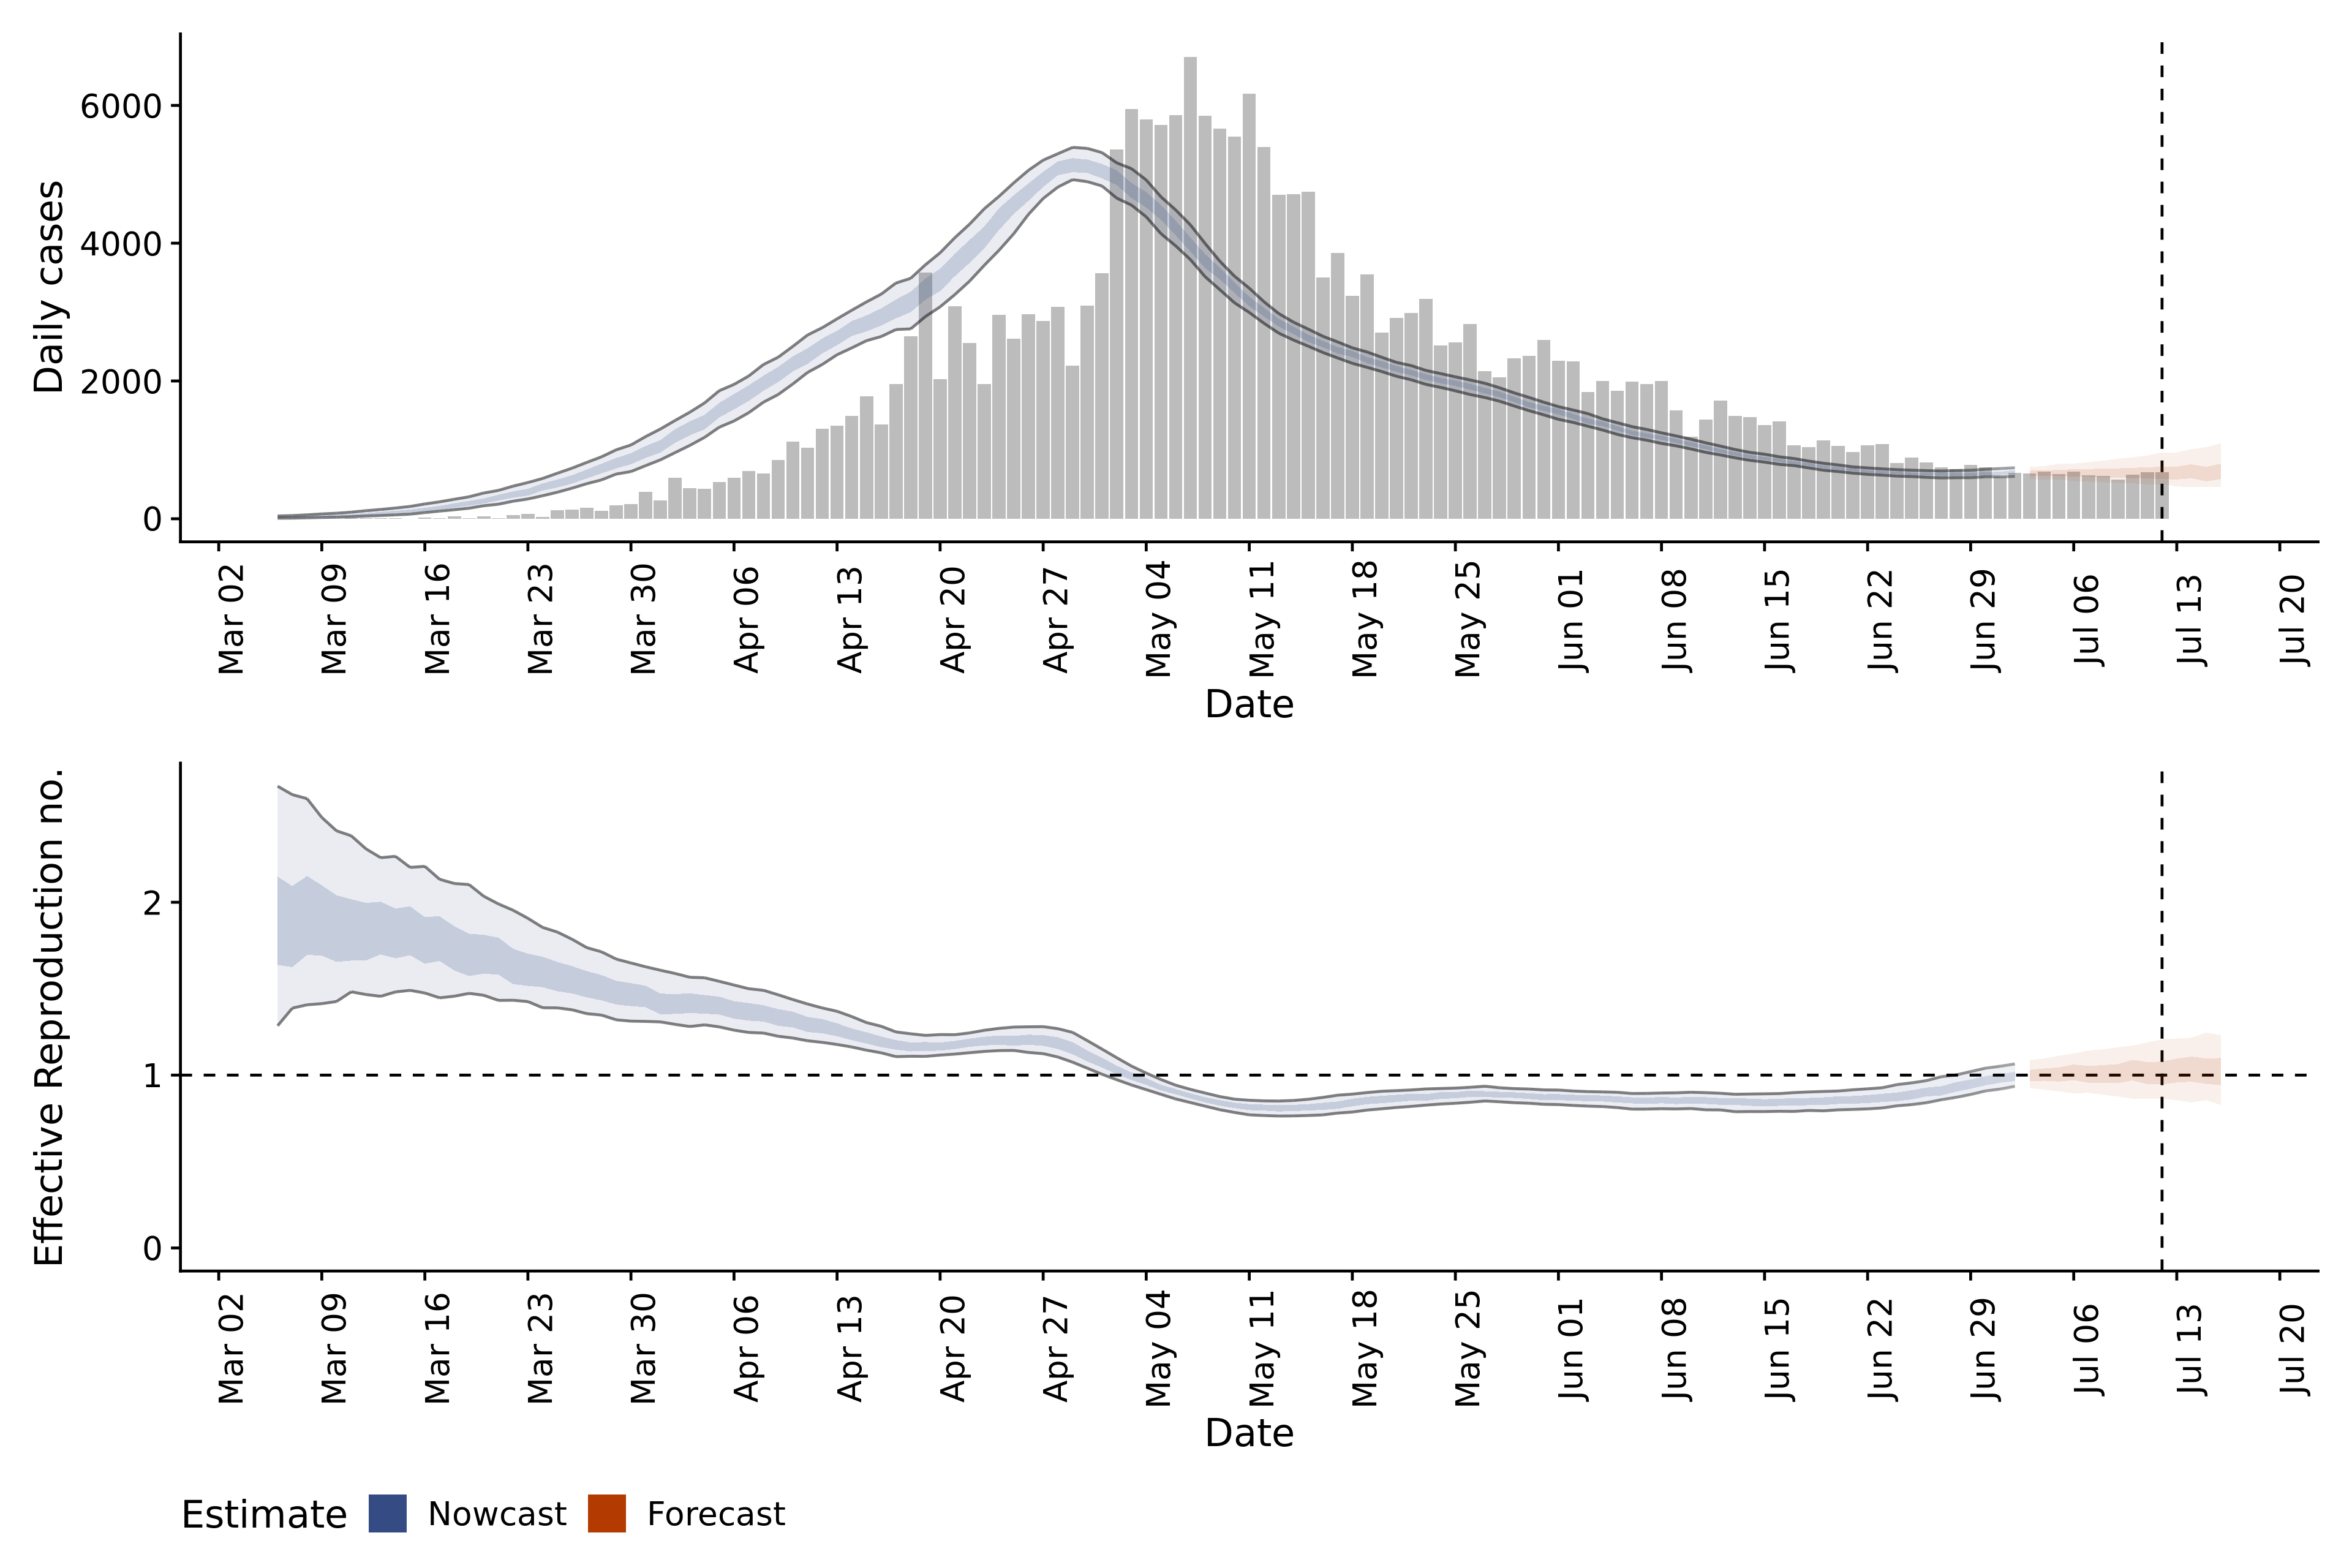 Daily cases
6000
4000
2000
0
Mar 02
Mar 09
Mar 16
Mar 23
Mar 30
Apr 06
Apr 13
Apr 20
Apr 27
May 04
May 11
May 18
May 25
Jun 01
Jun 08
Jun 15
Jun 22
Jun 29
Jul 06
Jul 13
Jul 20
Date
Effective Reproduction no.
2
1
0
Mar 02
Mar 09
Mar 16
Mar 23
Mar 30
Apr 06
Apr 13
Apr 20
Apr 27
May 04
May 11
May 18
May 25
Jun 01
Jun 08
Jun 15
Jun 22
Jun 29
Jul 06
Jul 13
Jul 20
Date
Estimate Nowcast Forecast